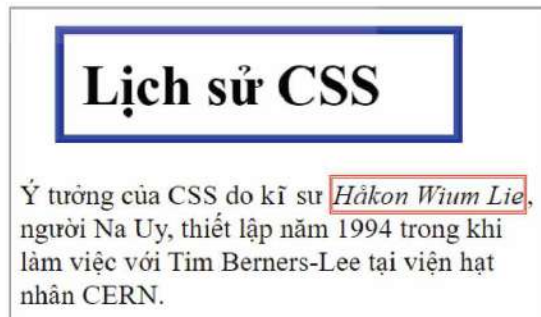 Lịch sử CSS
Ý tưởng của CSS do kĩ sư Håkon Wium Lie,
người Na Uy, thiết lập năm 1994 trong khi
làm việc với Tim Berners-Lee tại viện hạt
nhân CERN.